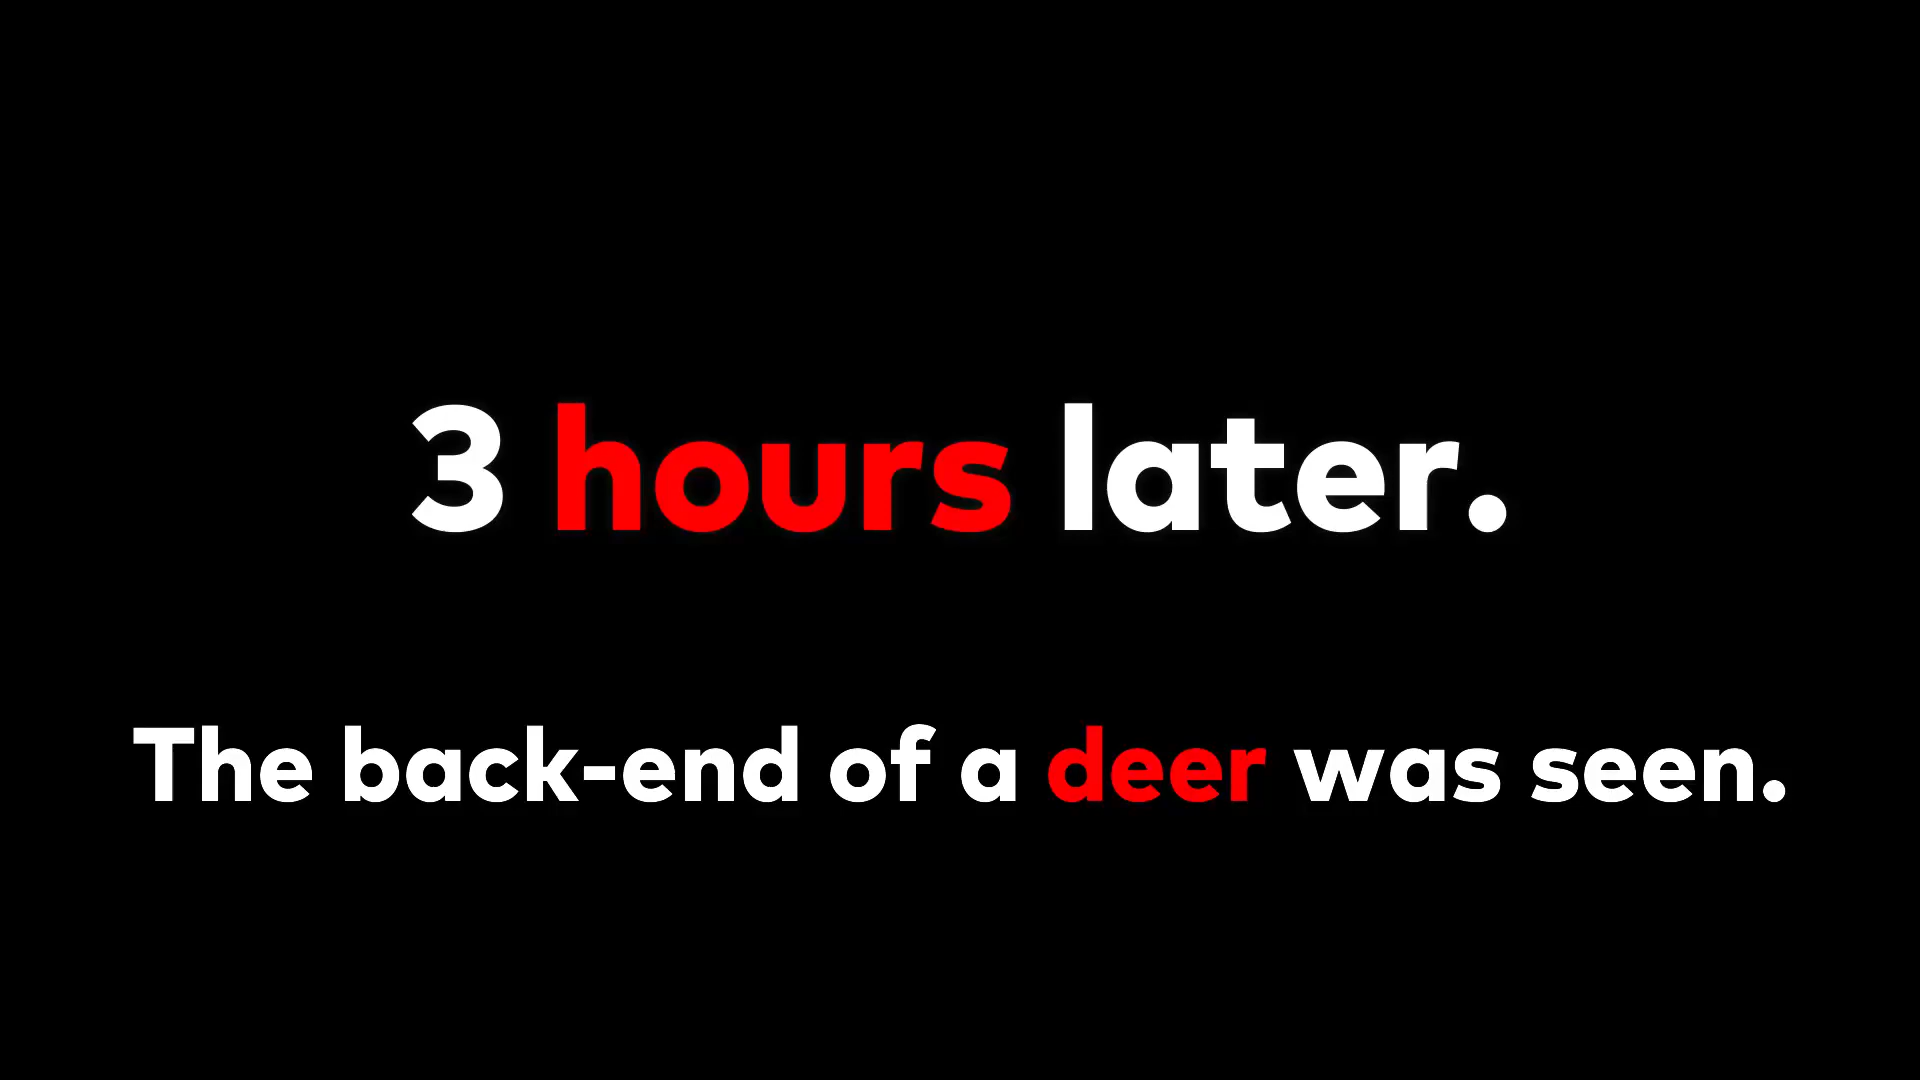 3 hours later.
The back-end of a deer was seen.